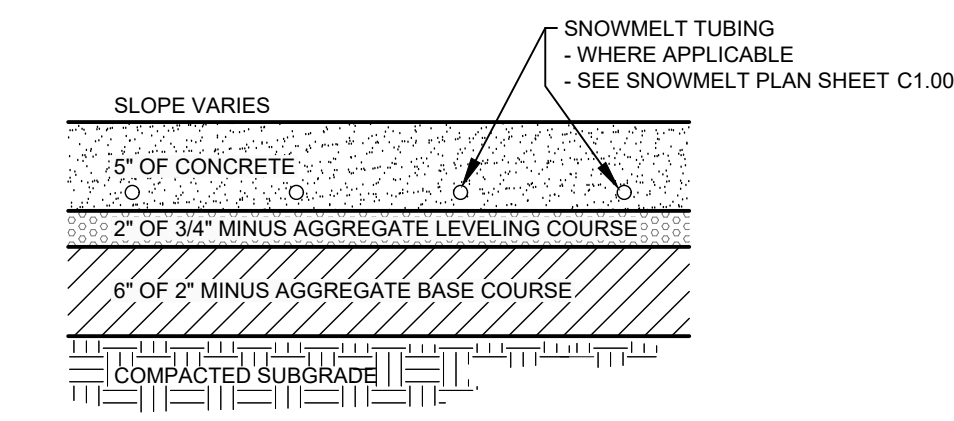 SNOWMELT TUBING
- WHERE APPLICABLE
- SEE SNOWMELT PLAN SHEET C1.00
SLOPE VARIES
5" OF CONCRETE
2" OF 3/4" MINUS AGGREGATE LEVELING COURSE
6" OF 2" MINUS AGGREGATE BASE COURSE
COMPACTED SUBGRADE